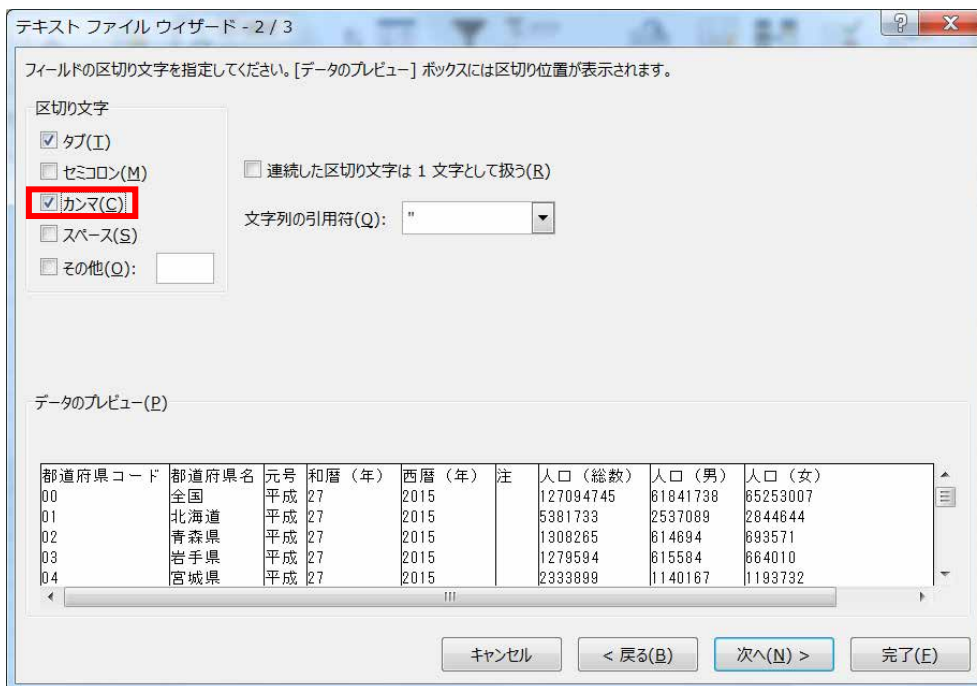 テキスト ファイル ウィザード - 2 / 3
フィールドの区切り文字を指定してください。[データのプレビュー] ボックスには区切り位置が表示されます。
区切り文字
タブ(T)
セミコロン(M)
カンマ(C)
スペース(S)
その他(O):
連続した区切り文字は 1 文字として扱う(R)
文字列の引用符(Q): "
データのプレビュー(P)
都道府県コード 都道府県名 元号 和暦（年） 西暦（年） 注 人口（総数） 人口（男） 人口（女）
00 全国 平成 27 2015 127094745 61841738 65253007
01 北海道 平成 27 2015 5381733 2537089 2844644
02 青森県 平成 27 2015 1308265 614694 693571
03 岩手県 平成 27 2015 1279594 615584 664010
04 宮城県 平成 27 2015 2333899 1140167 1193732
キャンセル < 戻る(B) 次へ(N) > 完了(F)